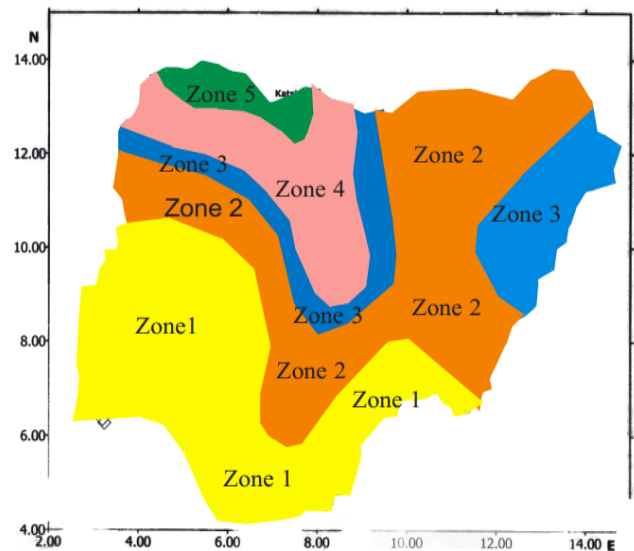 N
14.00
Zone 5
Kats
Zone 2
12.00
Zone 3
Zone 4
Zone 2
Zone 3
10.00
Zone 2
Zone1
Zone 3
8.00
Zone 2
Zone 1
6.00
Zone 1
4.00
2.00
4.00
6.00
8.00
10.00
12.00
14.00
E